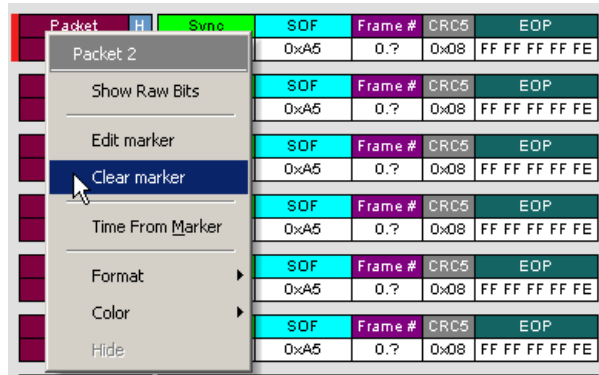 Packet H Sync SOF Frame # CRC5 EOP
0xA5 0.? 0x08 FF FF FF FF FE
Packet 2
SOF Frame # CRC5 EOP
Show Raw Bits 0xA5 0.? 0x08 FF FF FF FF FE
Edit marker SOF Frame # CRC5 EOP
0xA5 0.? 0x08 FF FF FF FF FE
Clear marker
SOF Frame # CRC5 EOP
Time From Marker 0xA5 0.? 0x08 FF FF FF FF FE
SOF Frame # CRC5 EOP
Format 0xA5 0.? 0x08 FF FF FF FF FE
Color SOF Frame # CRC5 EOP
Hide 0xA5 0.? 0x08 FF FF FF FF FE